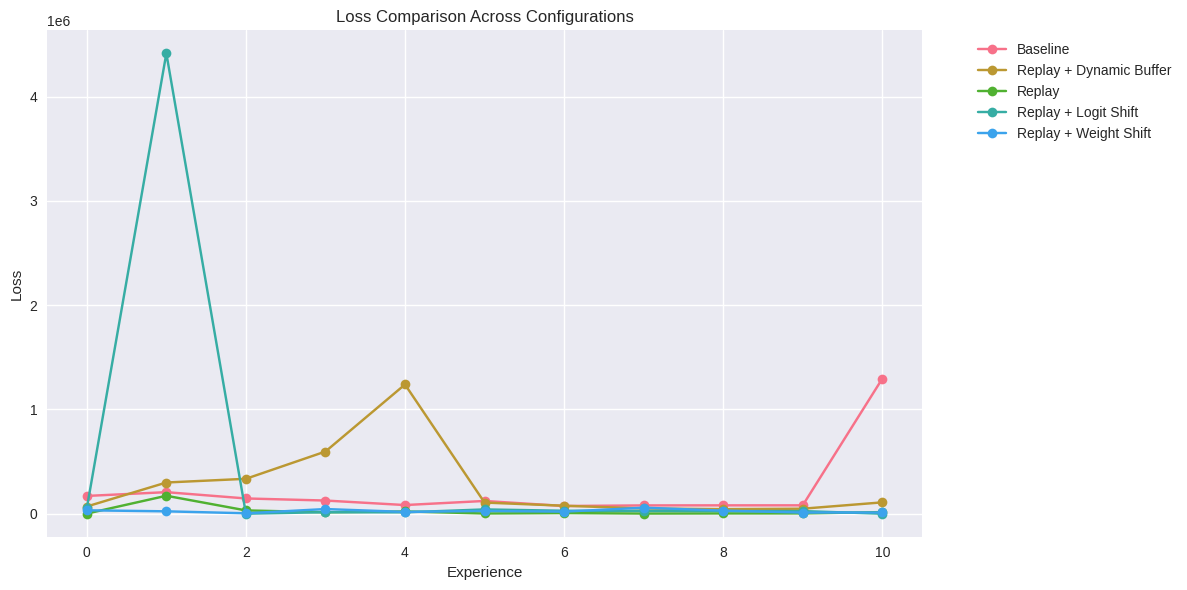 Loss Comparison Across Configurations
1e6
4
3
2
1
0
Loss
0 2 4 6 8 10
Experience
Baseline
Replay + Dynamic Buffer
Replay
Replay + Logit Shift
Replay + Weight Shift